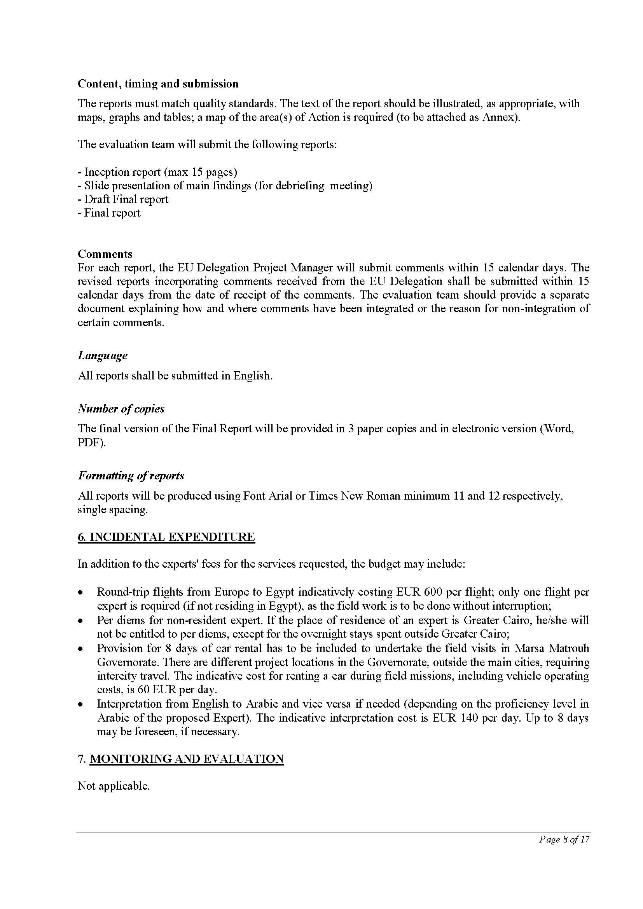 Content, timing and submission
The reports must match quality standards. The text of the report should be illustrated, as appropriate, with
maps, graphs and tables; a map of the area(s) of Action is required (to be attached as Annex).
The evaluation team will submit the following reports:
- Inception report (max 15 pages)
- Slide presentation of main findings (for debriefing meeting)
- Draft Final report
- Final report
Comments
For each report, the EU Delegation Project Manager will submit comments within 15 calendar days. The
revised reports incorporating comments received from the EU Delegation shall be submitted within 15
calendar days from the date of receipt of the comments. The evaluation team should provide a separate
document explaining how and where comments have been integrated or the reason for non-integration of
certain comments.
Language
All reports shall be submitted in English.
Number of copies
The final version of the Final Report will be provided in 3 paper copies and in electronic version (Word,
PDF).
Formatting of reports
All reports will be produced using Font Arial or Times New Roman minimum 11 and 12 respectively,
single spacing.
6. INCIDENTAL EXPENDITURE
In addition to the experts' fees for the services requested, the budget may include:
• Round-trip flights from Europe to Egypt indicatively costing EUR 600 per flight; only one flight per
expert is required (if not residing in Egypt), as the field work is to be done without interruption;
• Per diems for non-resident expert. If the place of residence of an expert is Greater Cairo, he/she will
not be entitled to per diems, except for the overnight stays spent outside Greater Cairo;
• Provision for 8 days of car rental has to be included to undertake the field visits in Marsa Matrouh
Governorate. There are different project locations in the Governorate, outside the main cities, requiring
intercity travel. The indicative cost for renting a car during field missions, including vehicle operating
costs, is 60 EUR per day.
• Interpretation from English to Arabic and vice versa if needed (depending on the proficiency level in
Arabic of the proposed Expert). The indicative interpretation cost is EUR 140 per day. Up to 8 days
may be foreseen, if necessary.
7. MONITORING AND EVALUATION
Not applicable.
Page 8 of 17